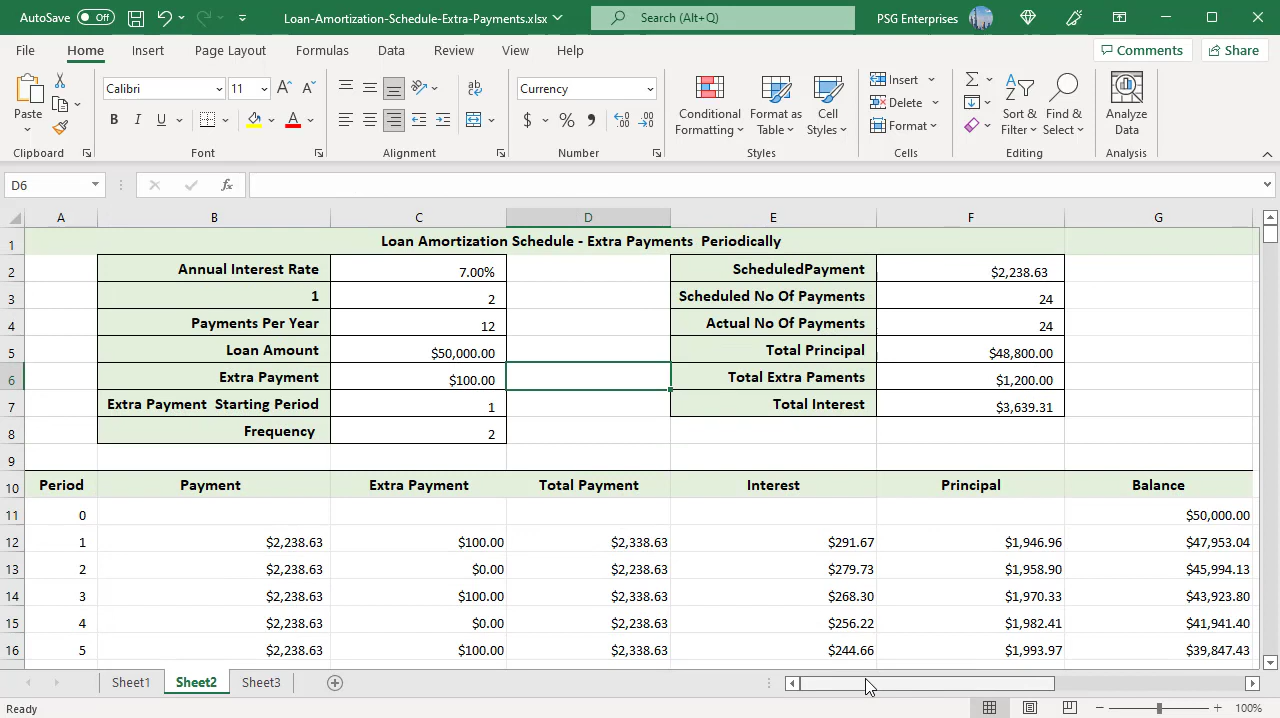 AutoSave Off Loan-Amortization-Schedule-Extra-Payments.xlsx Search (Alt+Q) PSG Enterprises
File Home Insert Page Layout Formulas Data Review View Help Comments Share
Paste Calibri 11 Currency Conditional Formatting Format as Table Cell Styles Insert Delete Format Sort & Filter Find & Select Analyze Data
B I U A $ % ,
Clipboard Font Alignment Number Styles Cells Editing Analysis
D6 fx
A B C D E F G
1 Loan Amortization Schedule - Extra Payments Periodically
2 Annual Interest Rate 7.00% ScheduledPayment $2,238.63
3 1 2 Scheduled No Of Payments 24
4 Payments Per Year 12 Actual No Of Payments 24
5 Loan Amount $50,000.00 Total Principal $48,800.00
6 Extra Payment $100.00 Total Extra Paments $1,200.00
7 Extra Payment Starting Period 1 Total Interest $3,639.31
8 Frequency 2
9
10 Period Payment Extra Payment Total Payment Interest Principal Balance
11 0 $50,000.00
12 1 $2,238.63 $100.00 $2,338.63 $291.67 $1,946.96 $47,953.04
13 2 $2,238.63 $0.00 $2,238.63 $279.73 $1,958.90 $45,994.13
14 3 $2,238.63 $100.00 $2,338.63 $268.30 $1,970.33 $43,923.80
15 4 $2,238.63 $0.00 $2,238.63 $256.22 $1,982.41 $41,941.40
16 5 $2,238.63 $100.00 $2,338.63 $244.66 $1,993.97 $39,847.43
Sheet1 Sheet2 Sheet3
Ready 100%